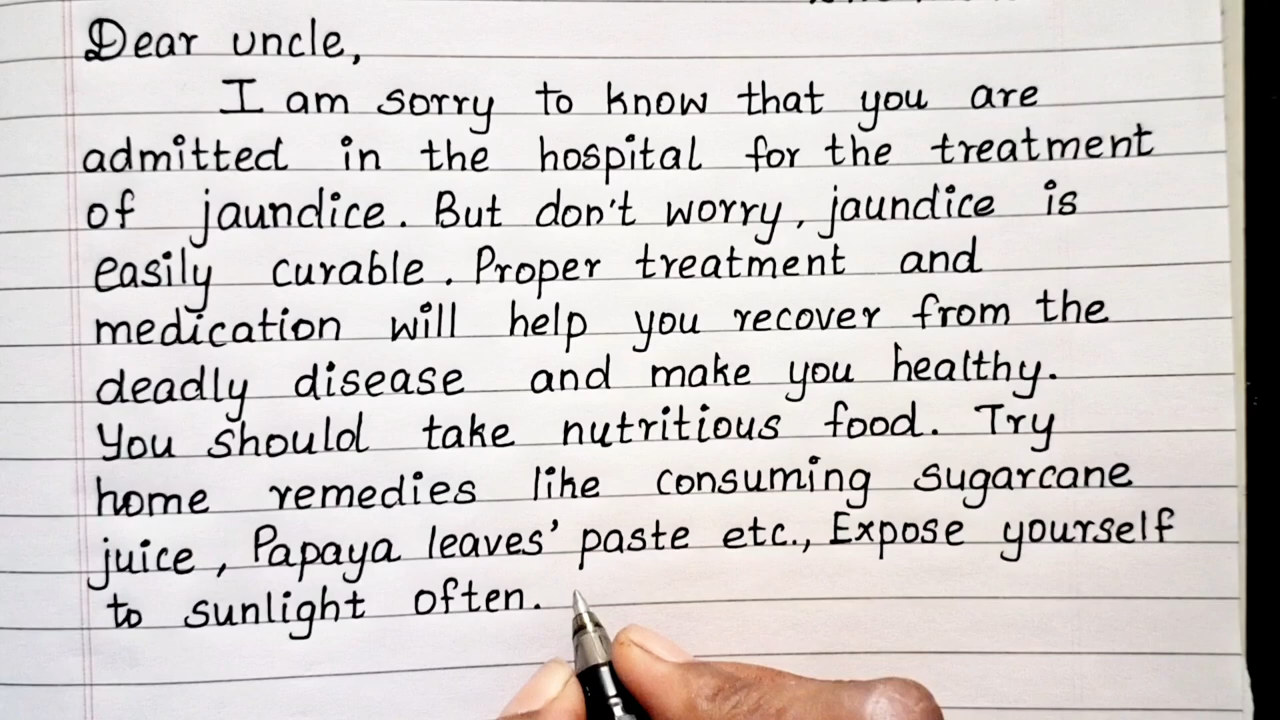 Dear uncle,
I am sorry to know that you are
admitted in the hospital for the treatment
of jaundice. But don't worry, jaundice is
easily curable. Proper treatment and
medication will help you recover from the
deadly disease and make you healthy.
You should take nutritious food. Try
home remedies like consuming sugarcane
juice, Papaya leaves' paste etc., Expose yourself
to sunlight often.